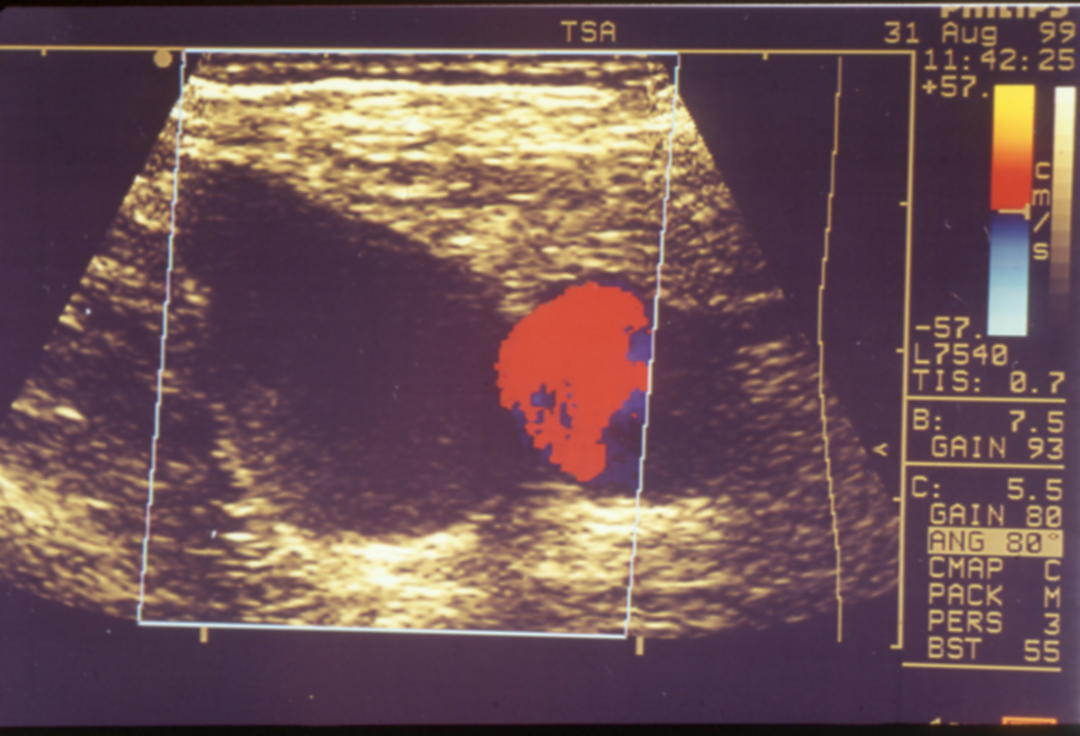 PHILIPS
TSA
31 Aug 99
11:42:25
+57.
cm/s
-57.
L7540
TIS: 0.7
B: 7.5
GAIN 93
C: 5.5
GAIN 80
ANG 80°
CMAP C
PACK M
PERS 3
BST 55